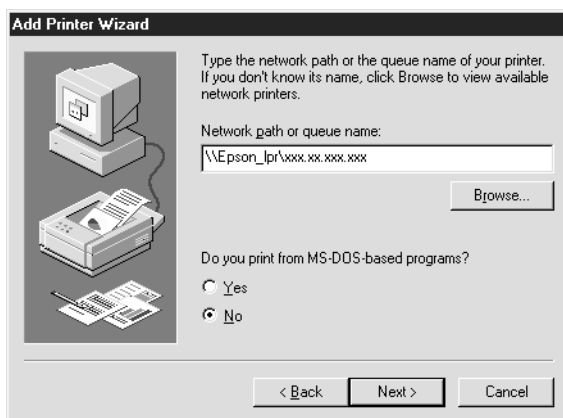 Add Printer Wizard
Type the network path or the queue name of your printer.
If you don't know its name, click Browse to view available
network printers.
Network path or queue name:
\\Epson_lpr\xxx.xx.xxx.xxx
Browse...
Do you print from MS-DOS-based programs?
Yes
No
< Back
Next >
Cancel